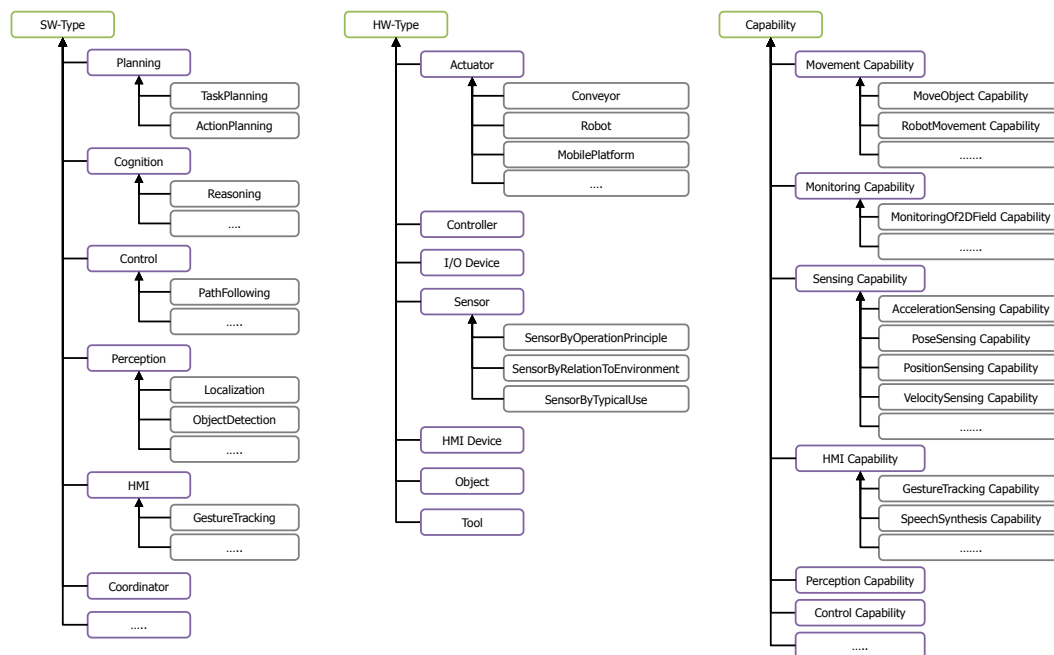 SW-Type
Planning
TaskPlanning
ActionPlanning
Cognition
Reasoning
....
Control
PathFollowing
.....
Perception
Localization
ObjectDetection
.....
HMI
GestureTracking
.....
Coordinator
.....
HW-Type
Actuator
Conveyor
Robot
MobilePlatform
....
Controller
I/O Device
Sensor
SensorByOperationPrinciple
SensorByRelationToEnvironment
SensorByTypicalUse
HMI Device
Object
Tool
Capability
Movement Capability
MoveObject Capability
RobotMovement Capability
.......
Monitoring Capability
MonitoringOf2DField Capability
.......
Sensing Capability
AccelerationSensing Capability
PoseSensing Capability
PositionSensing Capability
VelocitySensing Capability
.......
HMI Capability
GestureTracking Capability
SpeechSynthesis Capability
.......
Perception Capability
Control Capability
.....